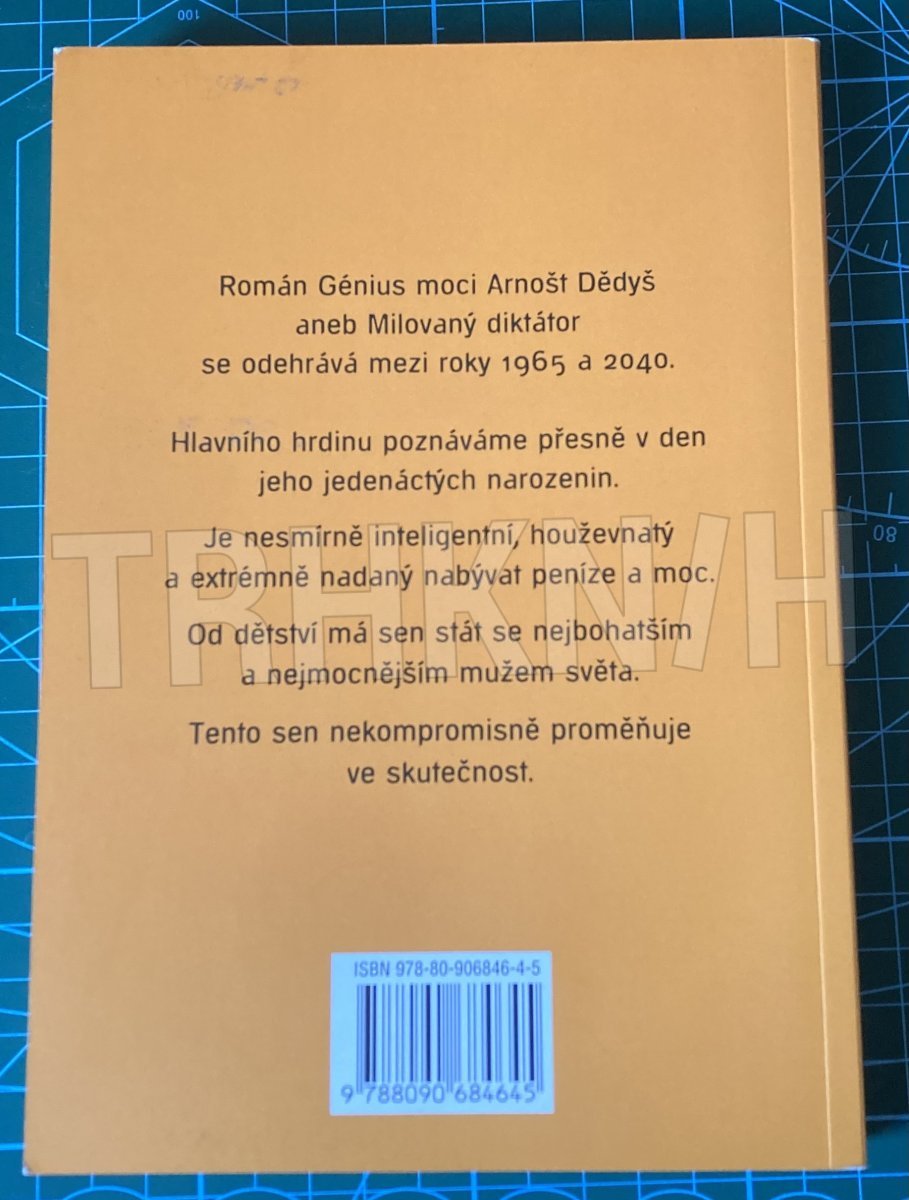 100
Román Génius moci Arnošt Dědyš
aneb Milovaný diktátor
se odehrává mezi roky 1965 a 2040.
Hlavního hrdinu poznáváme přesně v den
jeho jedenáctých narozenin.
Je nesmírně inteligentní, houževnatý
a extrémně nadaný nabývat peníze a moc.
TRHKNIH
80
Od dětství má sen stát se nejbohatším
a nejmocnějším mužem světa.
Tento sen nekompromisně proměňuje
ve skutečnost.
ISBN 978-80-906846-4-5
9 788090 684645